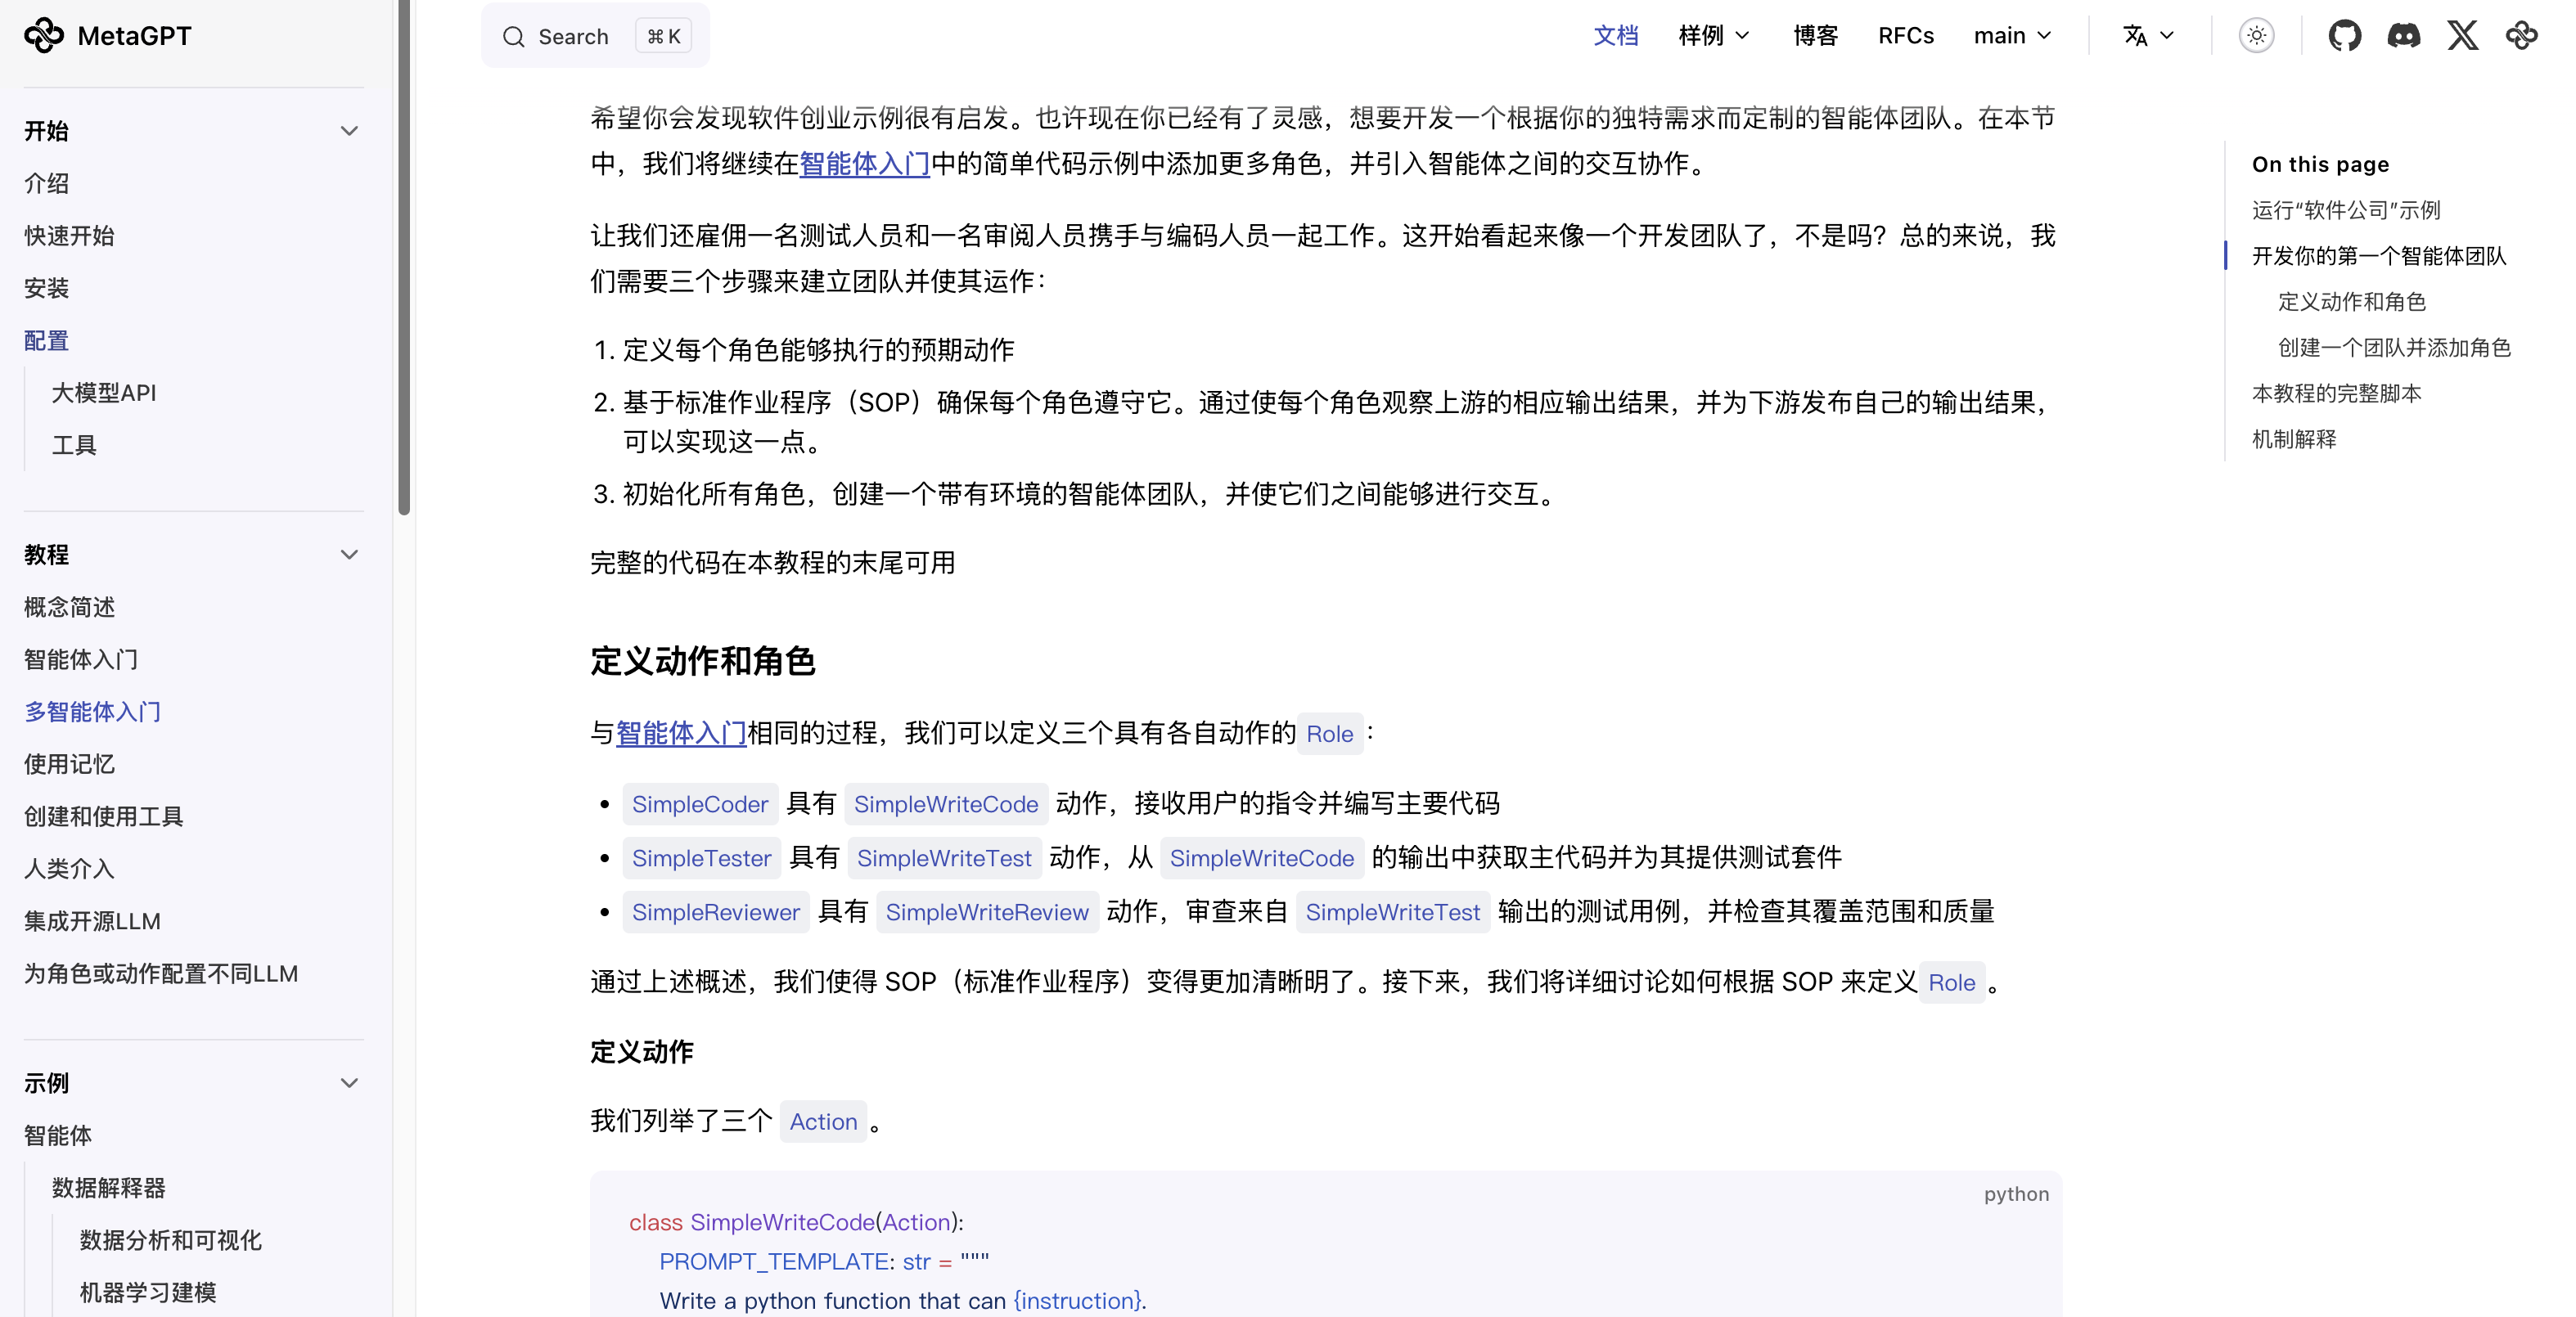 MetaGPT
Search ⌘ K
文档 样例 博客 RFCs main
开始
介绍
快速开始
安装
配置
大模型API
工具
教程
概念简述
智能体入门
多智能体入门
使用记忆
创建和使用工具
人类介入
集成开源LLM
为角色或动作配置不同LLM
示例
智能体
数据解释器
数据分析和可视化
机器学习建模
希望你会发现软件创业示例很有启发。也许现在你已经有了灵感，想要开发一个根据你的独特需求而定制的智能体团队。在本节
中，我们将继续在智能体入门中的简单代码示例中添加更多角色，并引入智能体之间的交互协作。
让我们还雇佣一名测试人员和一名审阅人员携手与编码人员一起工作。这开始看起来像一个开发团队了，不是吗？总的来说，我
们需要三个步骤来建立团队并使其运作：
1. 定义每个角色能够执行的预期动作
2. 基于标准作业程序（SOP）确保每个角色遵守它。通过使每个角色观察上游的相应输出结果，并为下游发布自己的输出结果，
可以实现这一点。
3. 初始化所有角色，创建一个带有环境的智能体团队，并使它们之间能够进行交互。
完整的代码在本教程的末尾可用
定义动作和角色
与智能体入门相同的过程，我们可以定义三个具有各自动作的 Role ：
• SimpleCoder 具有 SimpleWriteCode 动作，接收用户的指令并编写主要代码
• SimpleTester 具有 SimpleWriteTest 动作，从 SimpleWriteCode 的输出中获取主代码并为其提供测试套件
• SimpleReviewer 具有 SimpleWriteReview 动作，审查来自 SimpleWriteTest 输出的测试用例，并检查其覆盖范围和质量
通过上述概述，我们使得 SOP（标准作业程序）变得更加清晰明了。接下来，我们将详细讨论如何根据 SOP 来定义 Role 。
定义动作
我们列举了三个 Action 。
python
class SimpleWriteCode(Action):
PROMPT_TEMPLATE: str = """
Write a python function that can {instruction}.
On this page
运行“软件公司”示例
开发你的第一个智能体团队
定义动作和角色
创建一个团队并添加角色
本教程的完整脚本
机制解释